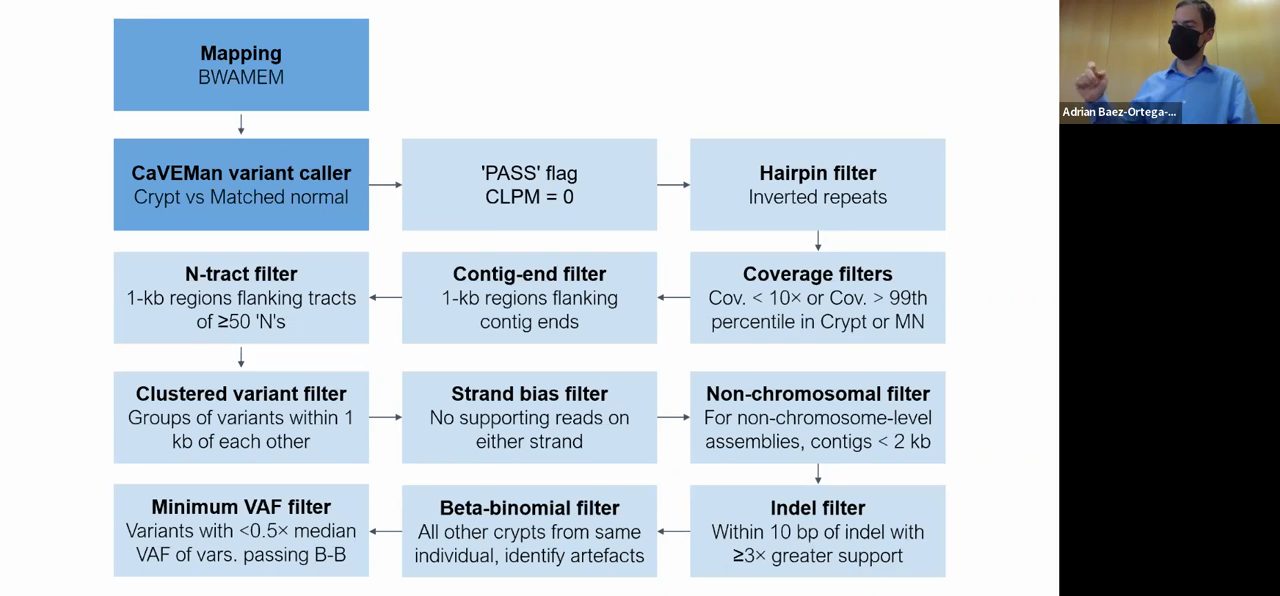 Mapping
BWAMEM
CaVEMan variant caller
Crypt vs Matched normal
'PASS' flag
CLPM = 0
Hairpin filter
Inverted repeats
N-tract filter
1-kb regions flanking tracts
of ≥50 'N's
Contig-end filter
1-kb regions flanking
contig ends
Coverage filters
Cov. < 10× or Cov. > 99th
percentile in Crypt or MN
Clustered variant filter
Groups of variants within 1
kb of each other
Strand bias filter
No supporting reads on
either strand
Non-chromosomal filter
For non-chromosome-level
assemblies, contigs < 2 kb
Minimum VAF filter
Variants with <0.5× median
VAF of vars. passing B-B
Beta-binomial filter
All other crypts from same
individual, identify artefacts
Indel filter
Within 10 bp of indel with
≥3× greater support
Adrian Baez-Ortega-...